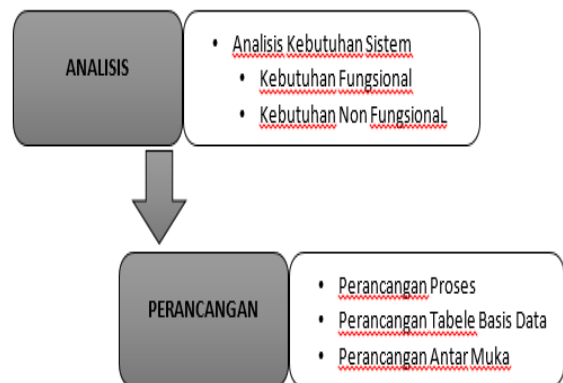 ANALISIS
• Analisis Kebutuhan Sistem
• Kebutuhan Fungsional
• Kebutuhan Non FungsionaL
PERANCANGAN
• Perancangan Proses
• Perancangan Tabele Basis Data
• Perancangan Antar Muka